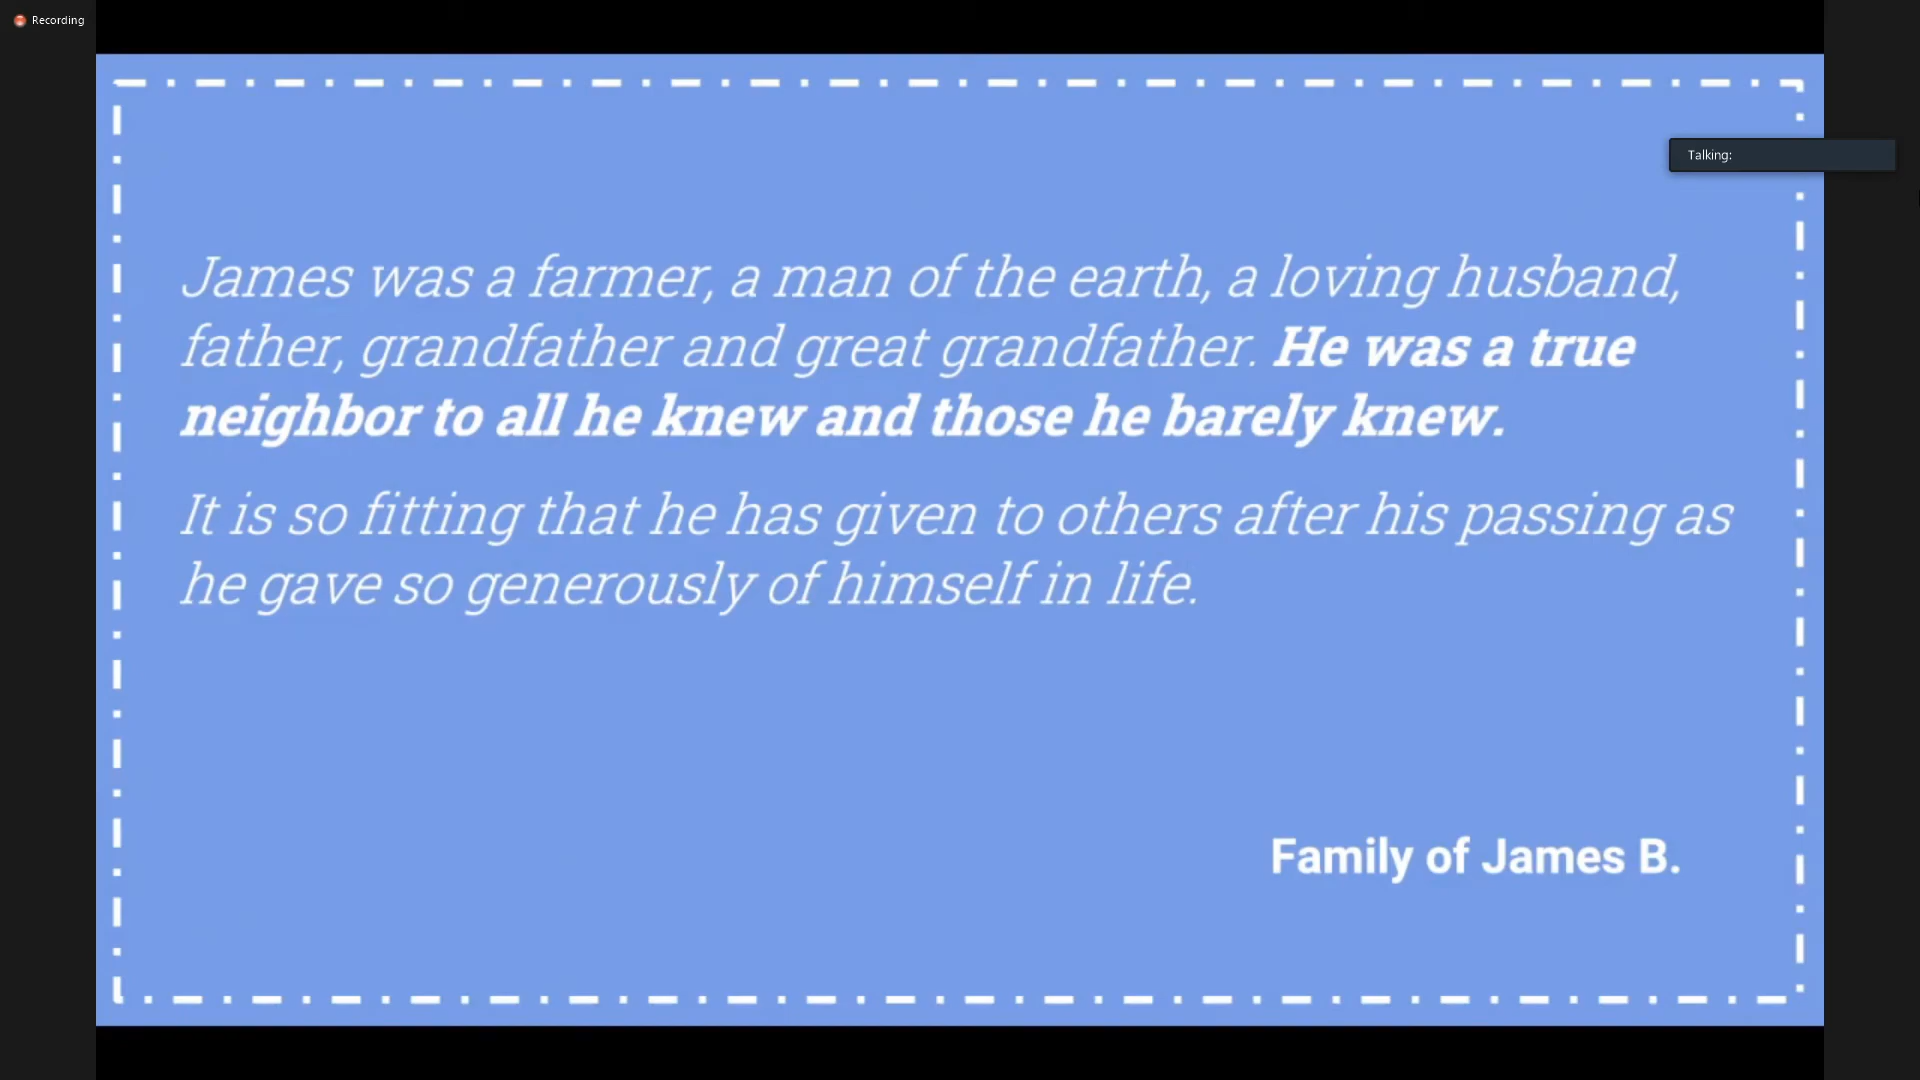 Recording
Talking:
James was a farmer, a man of the earth, a loving husband,
father, grandfather and great grandfather. He was a true
neighbor to all he knew and those he barely knew.
It is so fitting that he has given to others after his passing as
he gave so generously of himself in life.
Family of James B.